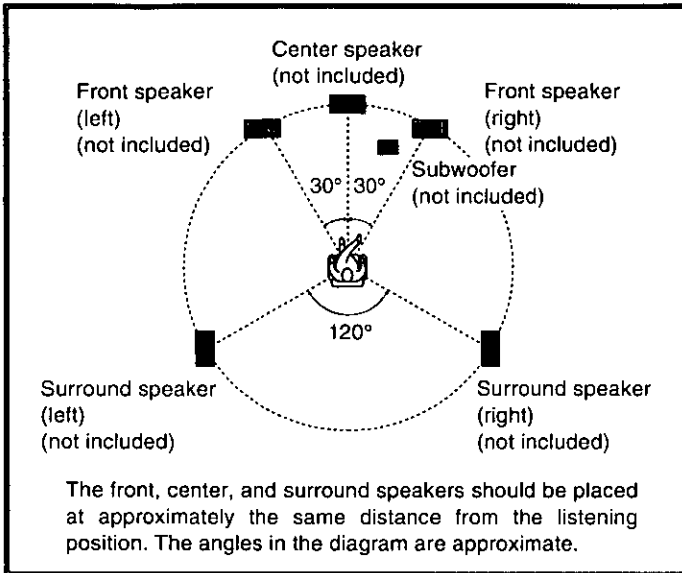 Center speaker
(not included)
Front speaker
(left)
(not included)
Front speaker
(right)
(not included)
Subwoofer
(not included)
30° 30°
120°
Surround speaker
(left)
(not included)
Surround speaker
(right)
(not included)
The front, center, and surround speakers should be placed
at approximately the same distance from the listening
position. The angles in the diagram are approximate.